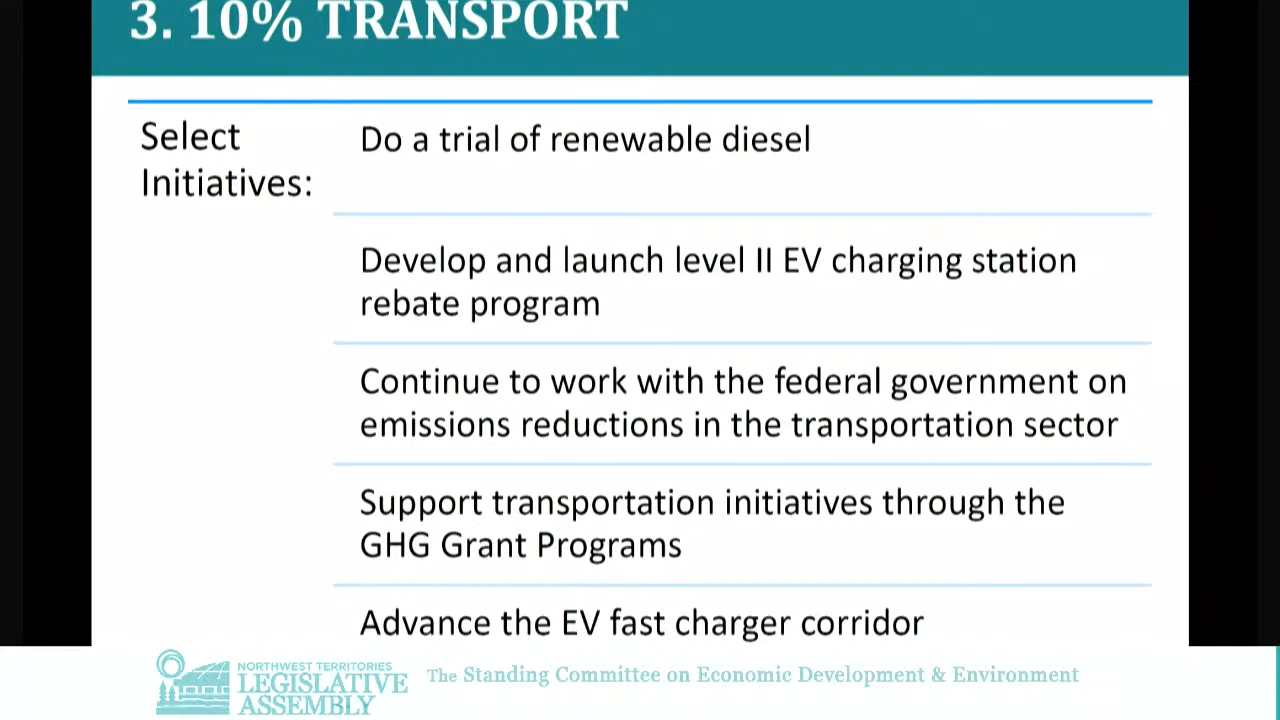 3. 10% TRANSPORT
Select
Initiatives:
Do a trial of renewable diesel
Develop and launch level II EV charging station
rebate program
Continue to work with the federal government on
emissions reductions in the transportation sector
Support transportation initiatives through the
GHG Grant Programs
Advance the EV fast charger corridor
NORTHWEST TERRITORIES
LEGISLATIVE
ASSEMBLY
The Standing Committee on Economic Development & Environment